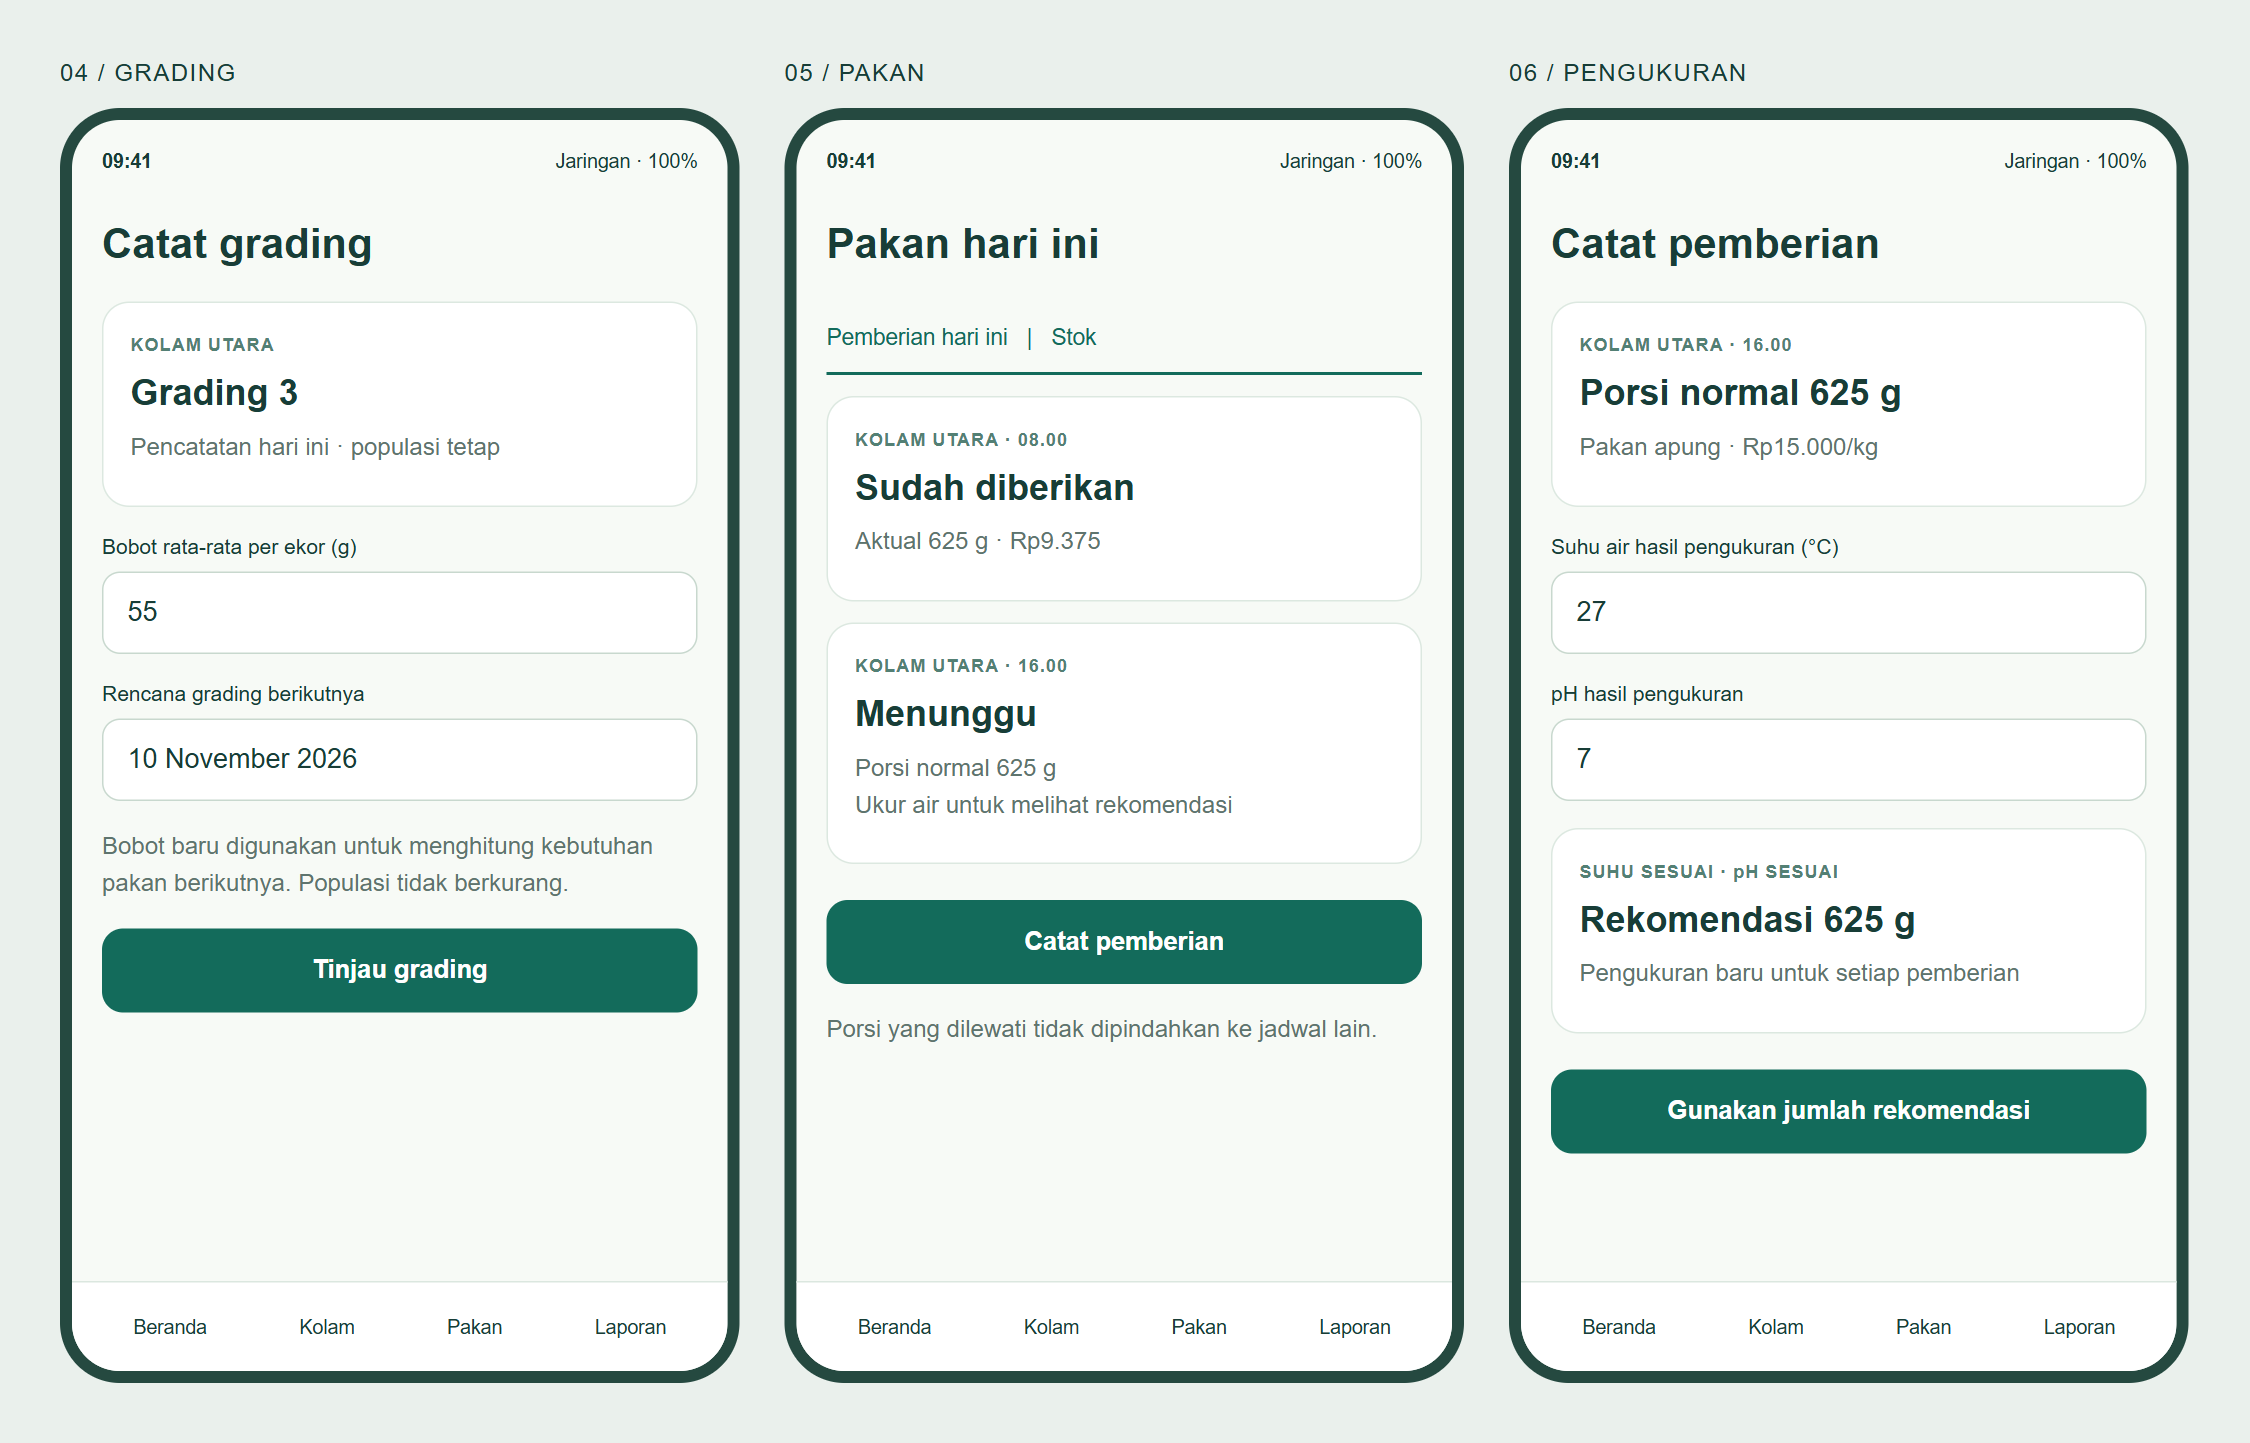 04 / GRADING
09:41
Jaringan · 100%
Catat grading
KOLAM UTARA
Grading 3
Pencatatan hari ini · populasi tetap
Bobot rata-rata per ekor (g)
55
Rencana grading berikutnya
10 November 2026
Bobot baru digunakan untuk menghitung kebutuhan
pakan berikutnya. Populasi tidak berkurang.
Tinjau grading
Beranda Kolam Pakan Laporan
05 / PAKAN
09:41
Jaringan · 100%
Pakan hari ini
Pemberian hari ini | Stok
KOLAM UTARA · 08.00
Sudah diberikan
Aktual 625 g · Rp9.375
KOLAM UTARA · 16.00
Menunggu
Porsi normal 625 g
Ukur air untuk melihat rekomendasi
Catat pemberian
Porsi yang dilewati tidak dipindahkan ke jadwal lain.
Beranda Kolam Pakan Laporan
06 / PENGUKURAN
09:41
Jaringan · 100%
Catat pemberian
KOLAM UTARA · 16.00
Porsi normal 625 g
Pakan apung · Rp15.000/kg
Suhu air hasil pengukuran (°C)
27
pH hasil pengukuran
7
SUHU SESUAI · pH SESUAI
Rekomendasi 625 g
Pengukuran baru untuk setiap pemberian
Gunakan jumlah rekomendasi
Beranda Kolam Pakan Laporan